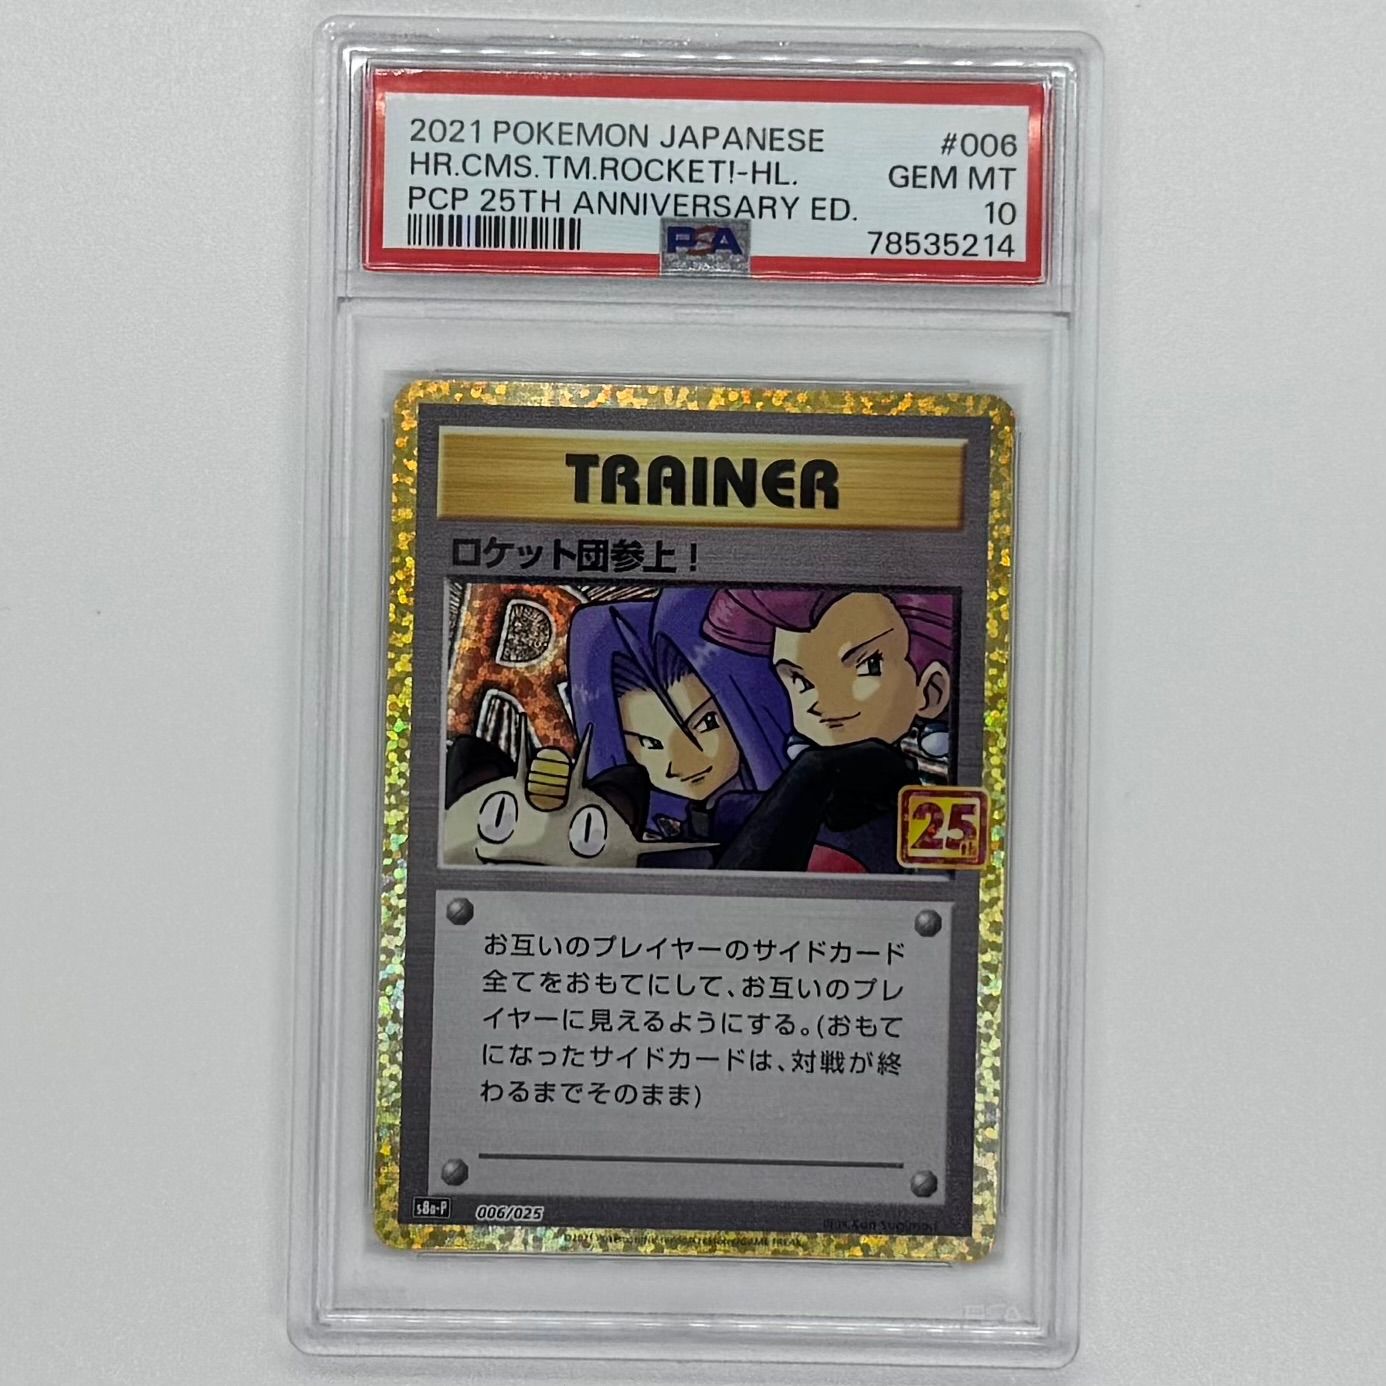 2021 POKEMON JAPANESE #006
HR.CMS.TM.ROCKET!-HL. GEM MT
PCP 25TH ANNIVERSARY ED. 10
PSA 78535214
TRAINER
ロケット団参上!
R
25th
お互いのプレイヤーのサイドカード
全てをおもてにして、お互いのプレ
イヤーに見えるようにする。(おもて
になったサイドカードは、対戦が終
わるまでそのまま)
s8a-P 006/025
Illus. Ken Sugimori
PSA